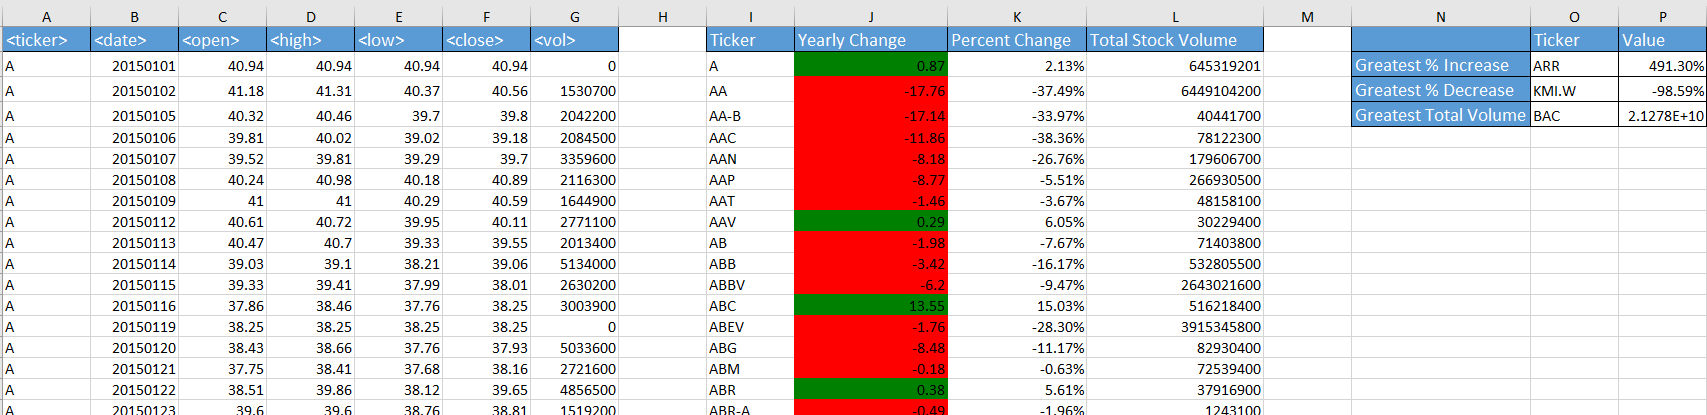 A B C D E F G H I J K L M N O P
<ticker> <date> <open> <high> <low> <close> <vol> Ticker Yearly Change Percent Change Total Stock Volume Ticker Value
A 20150101 40.94 40.94 40.94 40.94 0 A 0.87 2.13% 645319201 Greatest % Increase ARR 491.30%
A 20150102 41.18 41.31 40.37 40.56 1530700 AA -17.76 -37.49% 6449104200 Greatest % Decrease KMI.W -98.59%
A 20150105 40.32 40.46 39.7 39.8 2042200 AA-B -17.14 -33.97% 40441700 Greatest Total Volume BAC 2.1278E+10
A 20150106 39.81 40.02 39.02 39.18 2084500 AAC -11.86 -38.36% 78122300
A 20150107 39.52 39.81 39.29 39.7 3359600 AAN -8.18 -26.76% 179606700
A 20150108 40.24 40.98 40.18 40.89 2116300 AAP -8.77 -5.51% 266930500
A 20150109 41 41 40.29 40.59 1644900 AAT -1.46 -3.67% 48158100
A 20150112 40.61 40.72 39.95 40.11 2771100 AAV 0.29 6.05% 30229400
A 20150113 40.47 40.7 39.33 39.55 2013400 AB -1.98 -7.67% 71403800
A 20150114 39.03 39.1 38.21 39.06 5134000 ABB -3.42 -16.17% 532805500
A 20150115 39.33 39.41 37.99 38.01 2630200 ABBV -6.2 -9.47% 2643021600
A 20150116 37.86 38.46 37.76 38.25 3003900 ABC 13.55 15.03% 516218400
A 20150119 38.25 38.25 38.25 38.25 0 ABEV -1.76 -28.30% 3915345800
A 20150120 38.43 38.66 37.76 37.93 5033600 ABG -8.48 -11.17% 82930400
A 20150121 37.75 38.41 37.68 38.16 2721600 ABM -0.18 -0.63% 72539400
A 20150122 38.51 39.86 38.12 39.65 4856500 ABR 0.38 5.61% 37916900
A 20150123 39.6 39.6 38.76 38.81 1519200 ABR-A -0.49 -1.96% 1243100